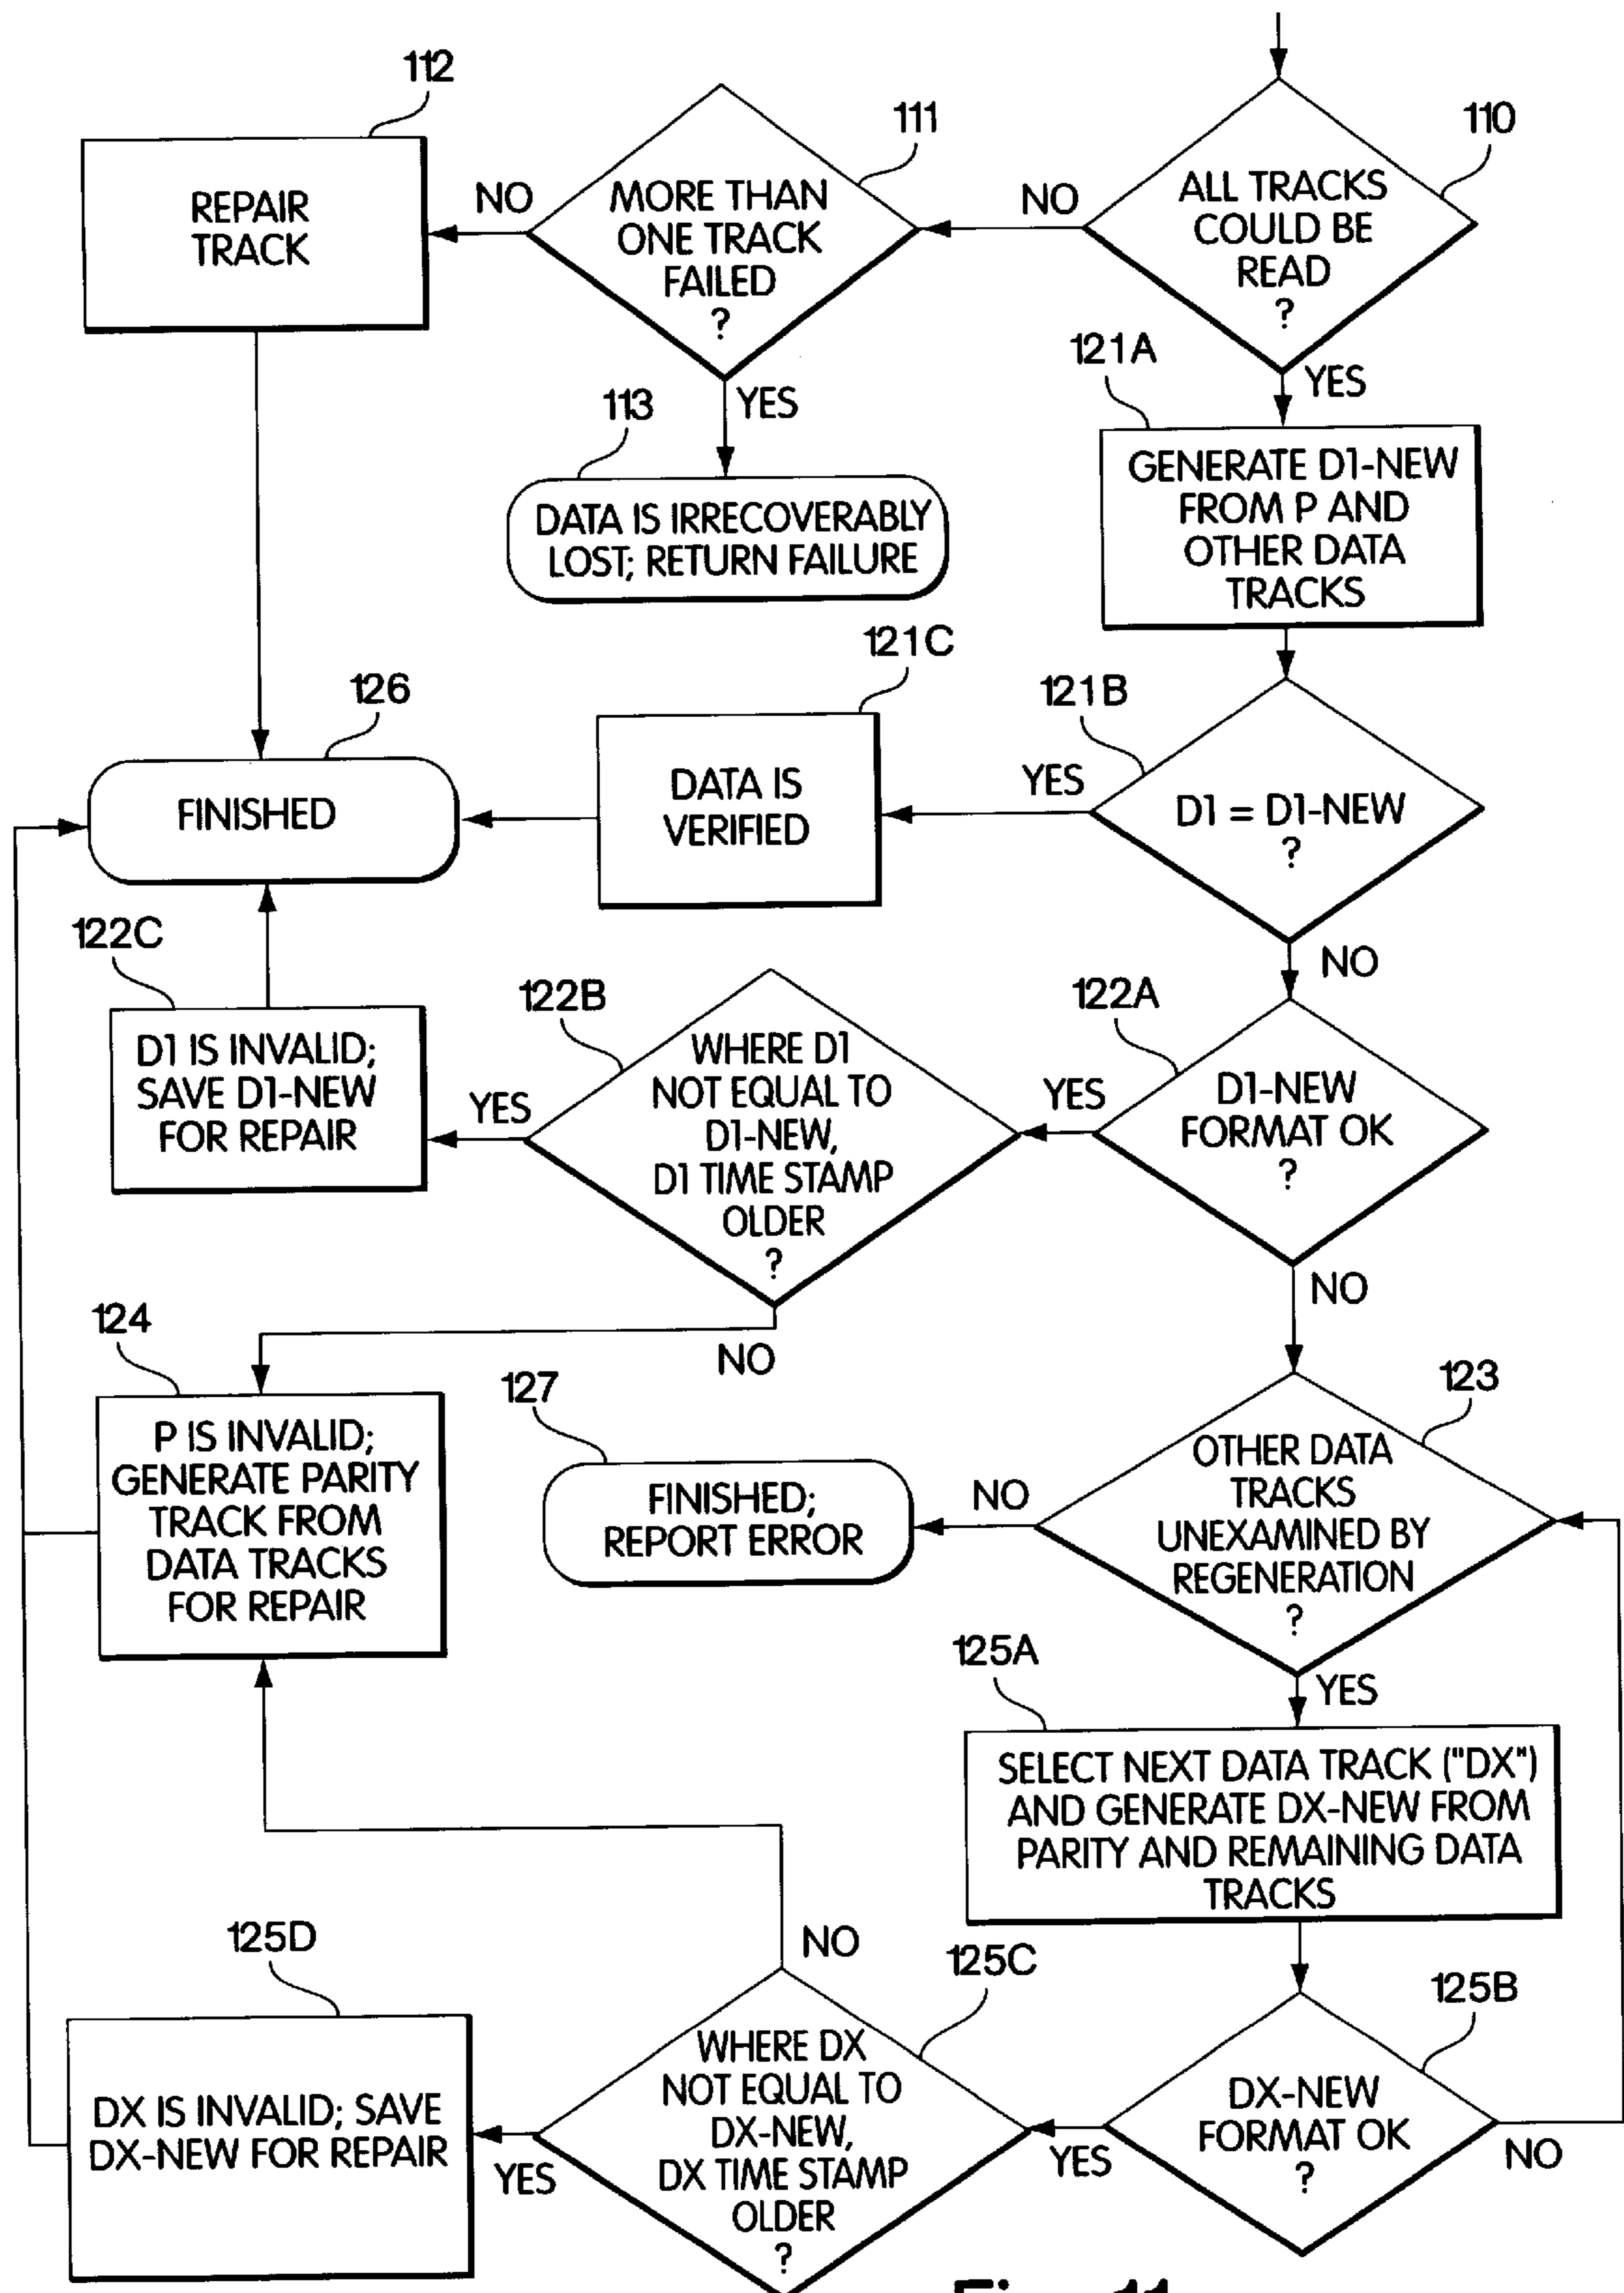 112
111
110
REPAIR
TRACK
NO
MORE THAN
ONE TRACK
FAILED
?
NO
ALL TRACKS
COULD BE
READ
?
121A
YES
113
YES
GENERATE D1-NEW
FROM P AND
OTHER DATA
TRACKS
DATA IS IRRECOVERABLY
LOST; RETURN FAILURE
121C
126
121B
FINISHED
DATA IS
VERIFIED
YES
D1 = D1-NEW
?
122C
NO
122B
122A
D1 IS INVALID;
SAVE D1-NEW
FOR REPAIR
YES
WHERE D1
NOT EQUAL TO
D1-NEW,
D1 TIME STAMP
OLDER
?
YES
D1-NEW
FORMAT OK
?
NO
124
NO
127
123
P IS INVALID;
GENERATE PARITY
TRACK FROM
DATA TRACKS
FOR REPAIR
FINISHED;
REPORT ERROR
NO
OTHER DATA
TRACKS
UNEXAMINED BY
REGENERATION
?
125A
YES
SELECT NEXT DATA TRACK ("DX")
AND GENERATE DX-NEW FROM
PARITY AND REMAINING DATA
TRACKS
125D
NO
125C
125B
DX IS INVALID; SAVE
DX-NEW FOR REPAIR
YES
WHERE DX
NOT EQUAL TO
DX-NEW,
DX TIME STAMP
OLDER
?
YES
DX-NEW
FORMAT OK
?
NO